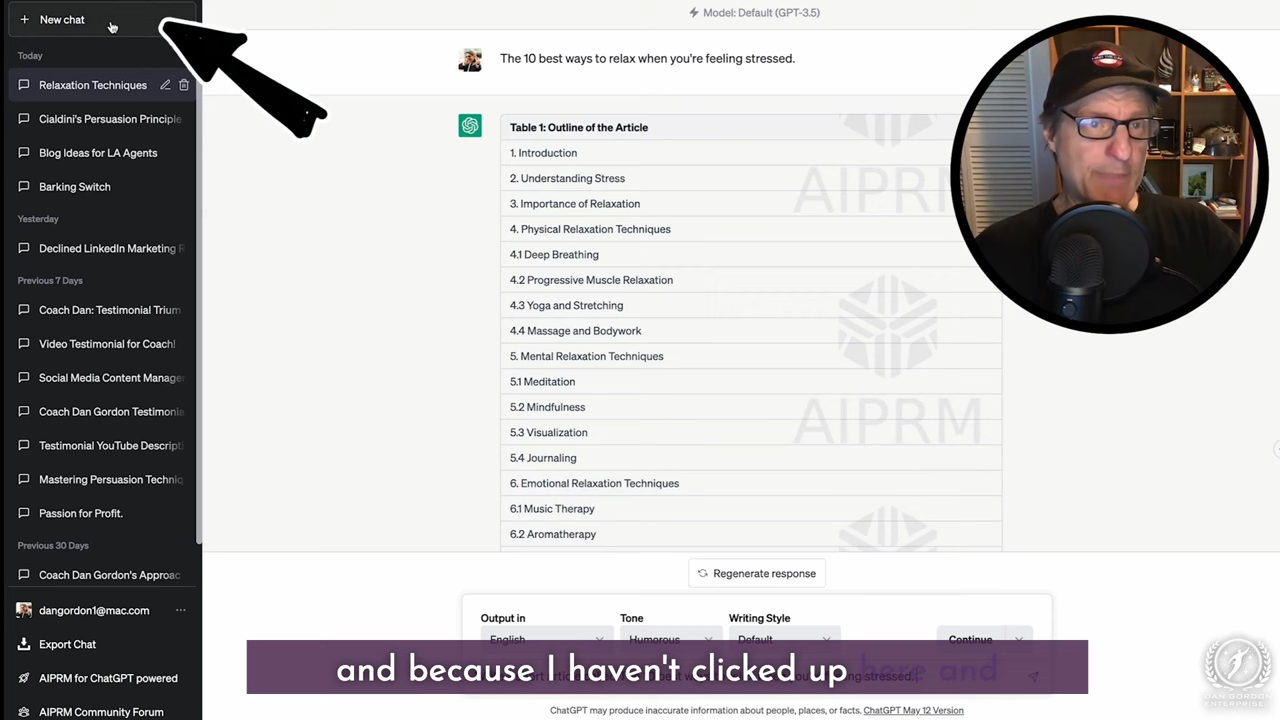 New chat
Today
Relaxation Techniques
Cialdini's Persuasion Principle
Blog Ideas for LA Agents
Barking Switch
Yesterday
Declined LinkedIn Marketing R
Previous 7 Days
Coach Dan: Testimonial Trium
Video Testimonial for Coach!
Social Media Content Manager
Coach Dan Gordon Testimonia
Testimonial YouTube Descripti
Mastering Persuasion Techniq
Passion for Profit.
Previous 30 Days
Coach Dan Gordon's Approac
dangordon1@mac.com
Export Chat
AIPRM for ChatGPT powered
AIPRM Community Forum
Model: Default (GPT-3.5)
The 10 best ways to relax when you're feeling stressed.
Table 1: Outline of the Article
1. Introduction
2. Understanding Stress
3. Importance of Relaxation
4. Physical Relaxation Techniques
4.1 Deep Breathing
4.2 Progressive Muscle Relaxation
4.3 Yoga and Stretching
4.4 Massage and Bodywork
5. Mental Relaxation Techniques
5.1 Meditation
5.2 Mindfulness
5.3 Visualization
5.4 Journaling
6. Emotional Relaxation Techniques
6.1 Music Therapy
6.2 Aromatherapy
AIPRM
AIPRM
Regenerate response
Output in
Tone
Writing Style
English
Humorous
Default
Continue
and because I haven't clicked up here and
ChatGPT may produce inaccurate information about people, places, or facts. ChatGPT May 12 Version
DAN GORDON
ENTERPRISE